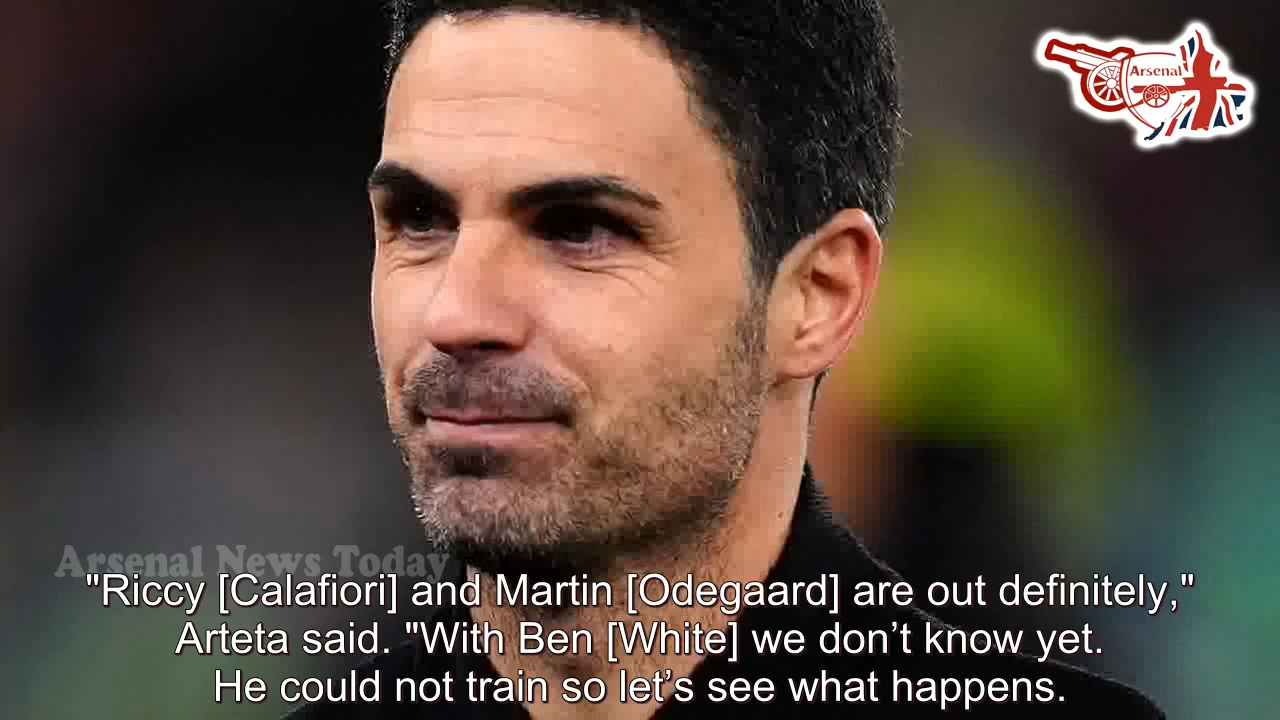 Arsenal
Arsenal News Today
"Riccy [Calafiori] and Martin [Odegaard] are out definitely,"
Arteta said. "With Ben [White] we don’t know yet.
He could not train so let’s see what happens.